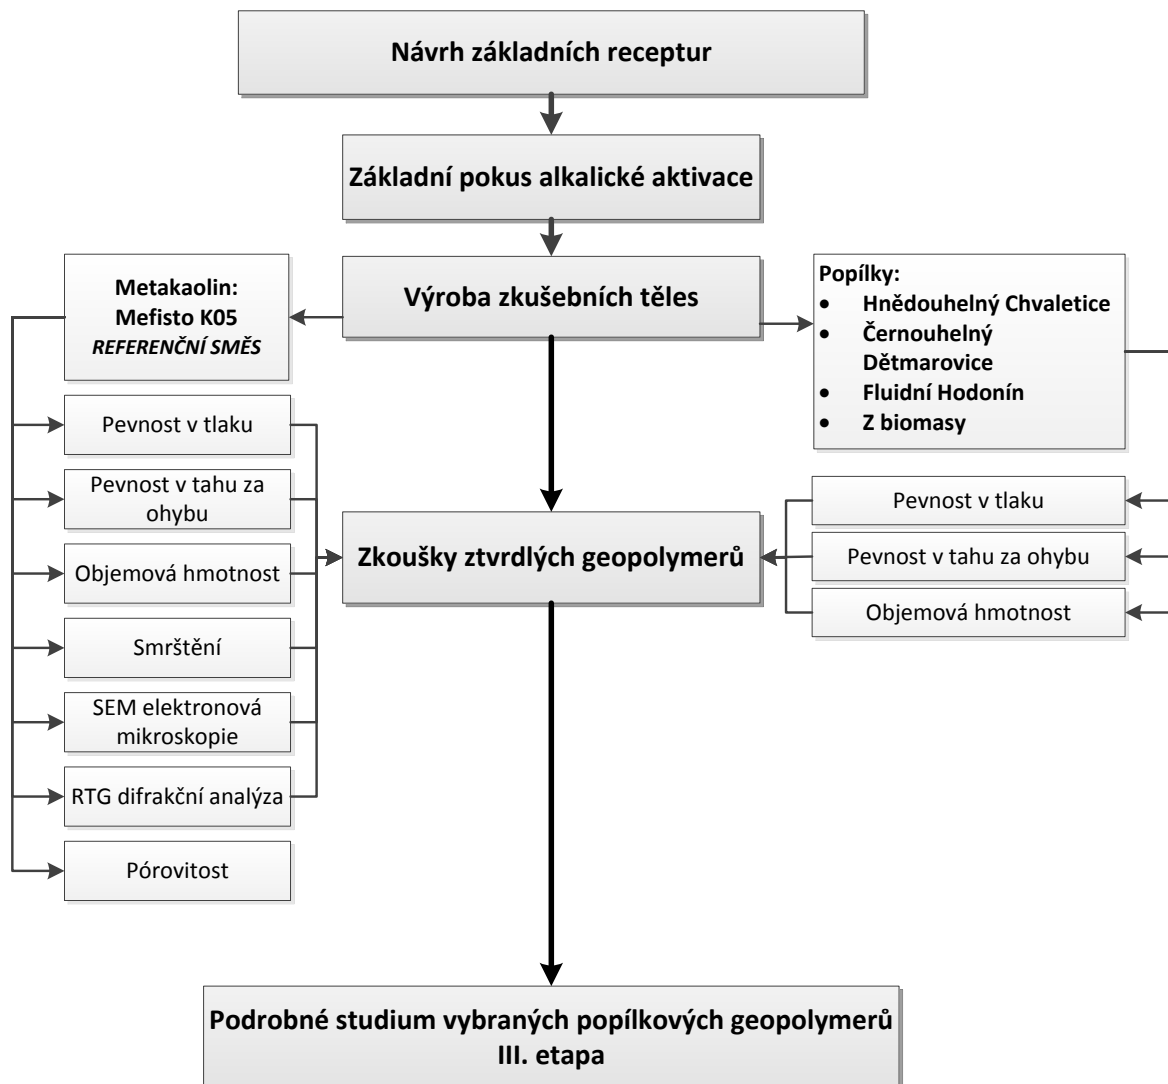 Návrh základních receptur
Základní pokus alkalické aktivace
Metakaolin:
Mefisto K05
REFERENČNÍ SMĚS
Výroba zkušebních těles
Popílky:
• Hnědouhelný Chvaletice
• Černouhelný
Dětmarovice
• Fluidní Hodonín
• Z biomasy
Pevnost v tlaku
Pevnost v tahu za
ohybu
Objemová hmotnost
Smrštění
SEM elektronová
mikroskopie
RTG difrakční analýza
Pórovitost
Zkoušky ztvrdlých geopolymerů
Pevnost v tlaku
Pevnost v tahu za ohybu
Objemová hmotnost
Podrobné studium vybraných popílkových geopolymerů
III. etapa